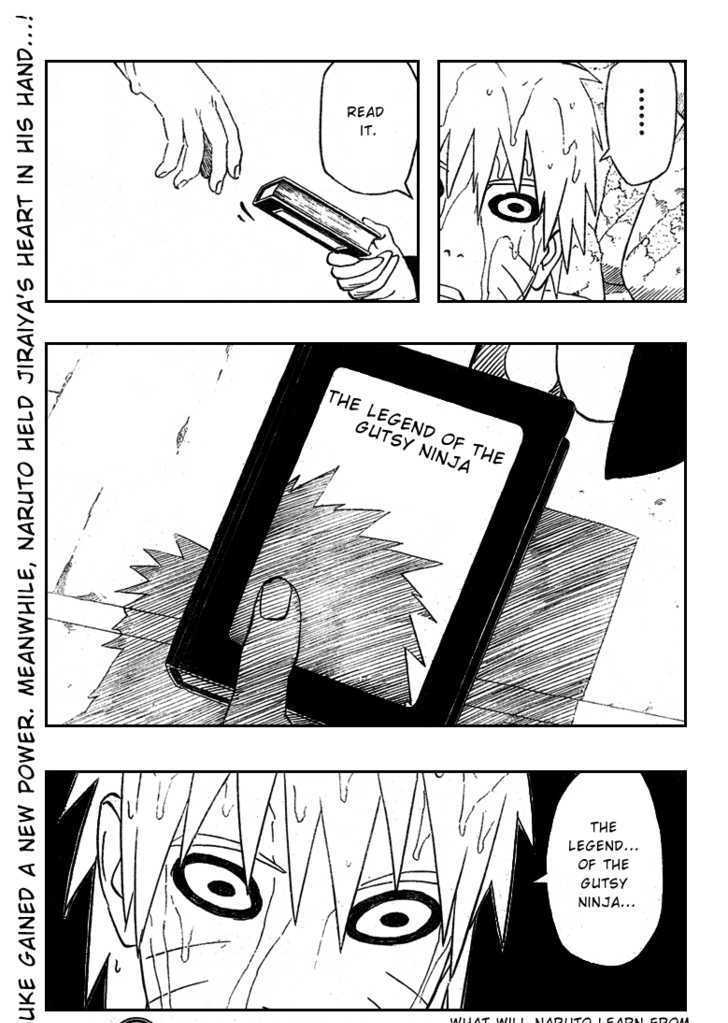 ......
READ
IT.
THE LEGEND OF THE
GUTSY NINJA
THE
LEGEND...
OF THE
GUTSY
NINJA...
GAINED A NEW POWER. MEANWHILE, NARUTO HELD JIRAIYA'S HEART IN HIS HAND...!
WHAT WILL NARUTO LEARN FROM